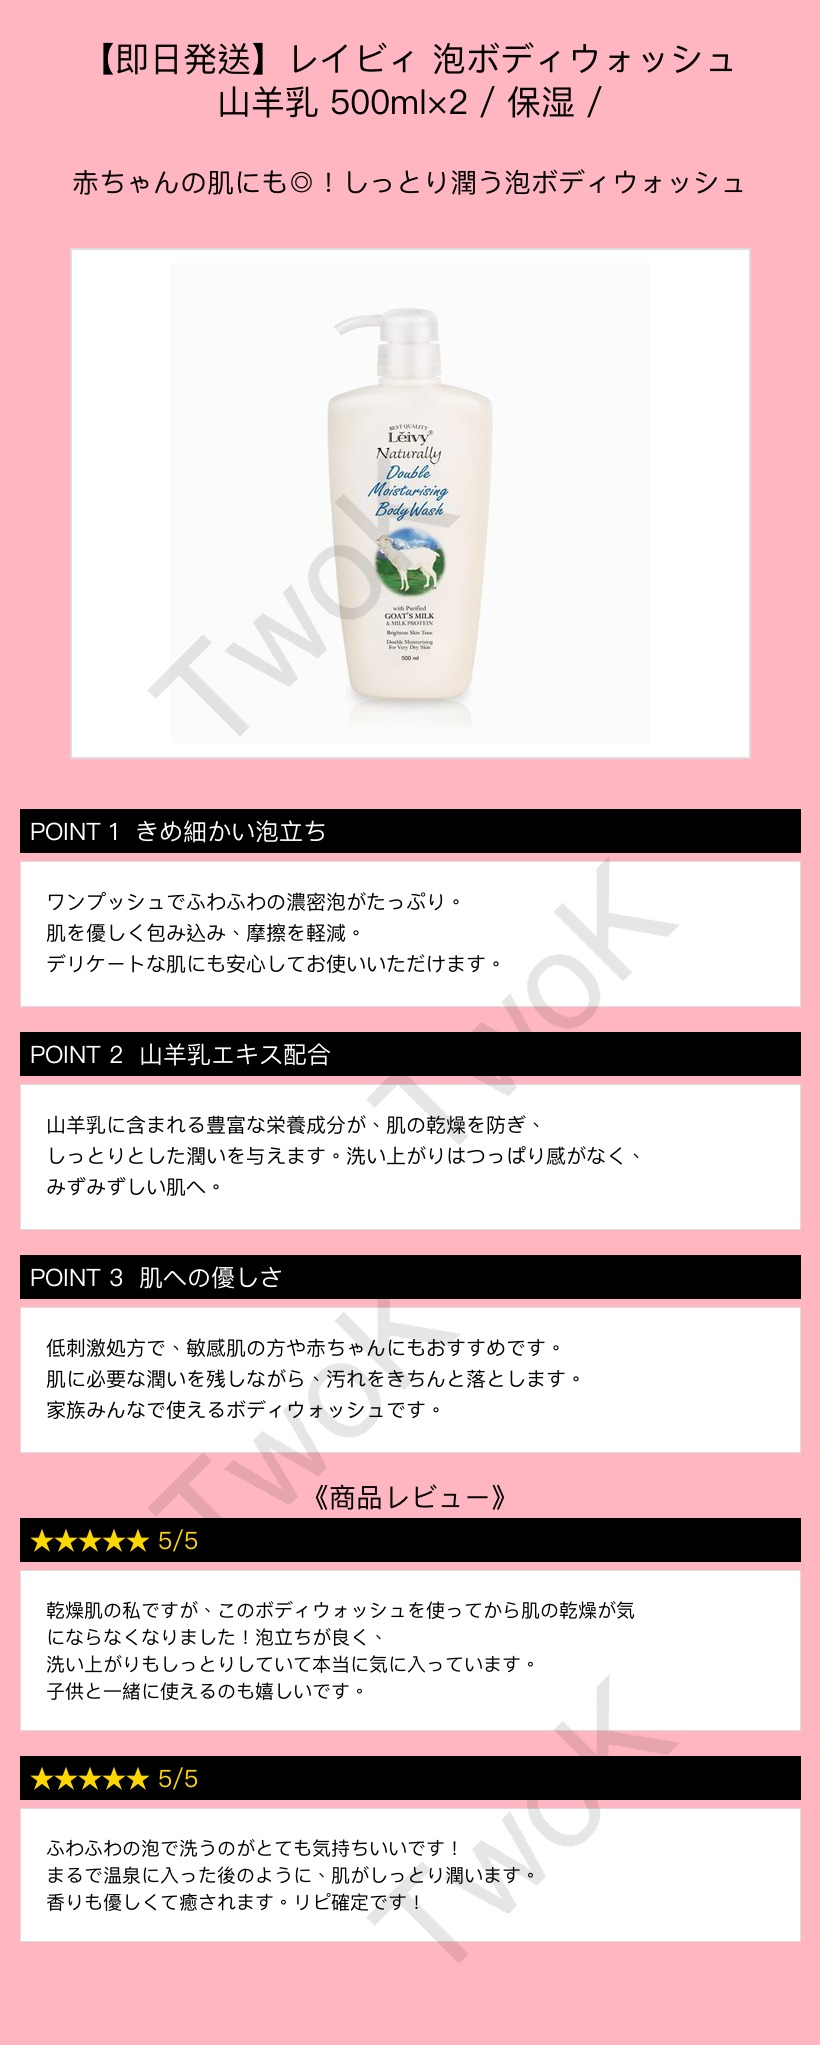 【即日発送】レイビィ 泡ボディウォッシュ
山羊乳 500ml×2 / 保湿 /
赤ちゃんの肌にも◎！しっとり潤う泡ボディウォッシュ
BEST QUALITY
Leivy®
Naturally
Double
Moisturising
Body Wash
with Purified
GOAT'S MILK
& MILK PROTEIN
Brightens Skin Tone
Double Moisturising
For Very Dry Skin
500 ml
TwoK
POINT 1 きめ細かい泡立ち
ワンプッシュでふわふわの濃密泡がたっぷり。
肌を優しく包み込み、摩擦を軽減。
デリケートな肌にも安心してお使いいただけます。
TwoK
POINT 2 山羊乳エキス配合
山羊乳に含まれる豊富な栄養成分が、肌の乾燥を防ぎ、
しっとりとした潤いを与えます。洗い上がりはつっぱり感がなく、
みずみずしい肌へ。
POINT 3 肌への優しさ
低刺激処方で、敏感肌の方や赤ちゃんにもおすすめです。
肌に必要な潤いを残しながら、汚れをきちんと落とします。
家族みんなで使えるボディウォッシュです。
TwoK
《商品レビュー》
★★★★★ 5/5
乾燥肌の私ですが、このボディウォッシュを使ってから肌の乾燥が気
にならなくなりました！泡立ちが良く、
洗い上がりもしっとりしていて本当に気に入っています。
子供と一緒に使えるのも嬉しいです。
★★★★★ 5/5
ふわふわの泡で洗うのがとても気持ちいいです！
まるで温泉に入った後のように、肌がしっとり潤います。
香りも優しくて癒されます。リピ確定です！
TwoK